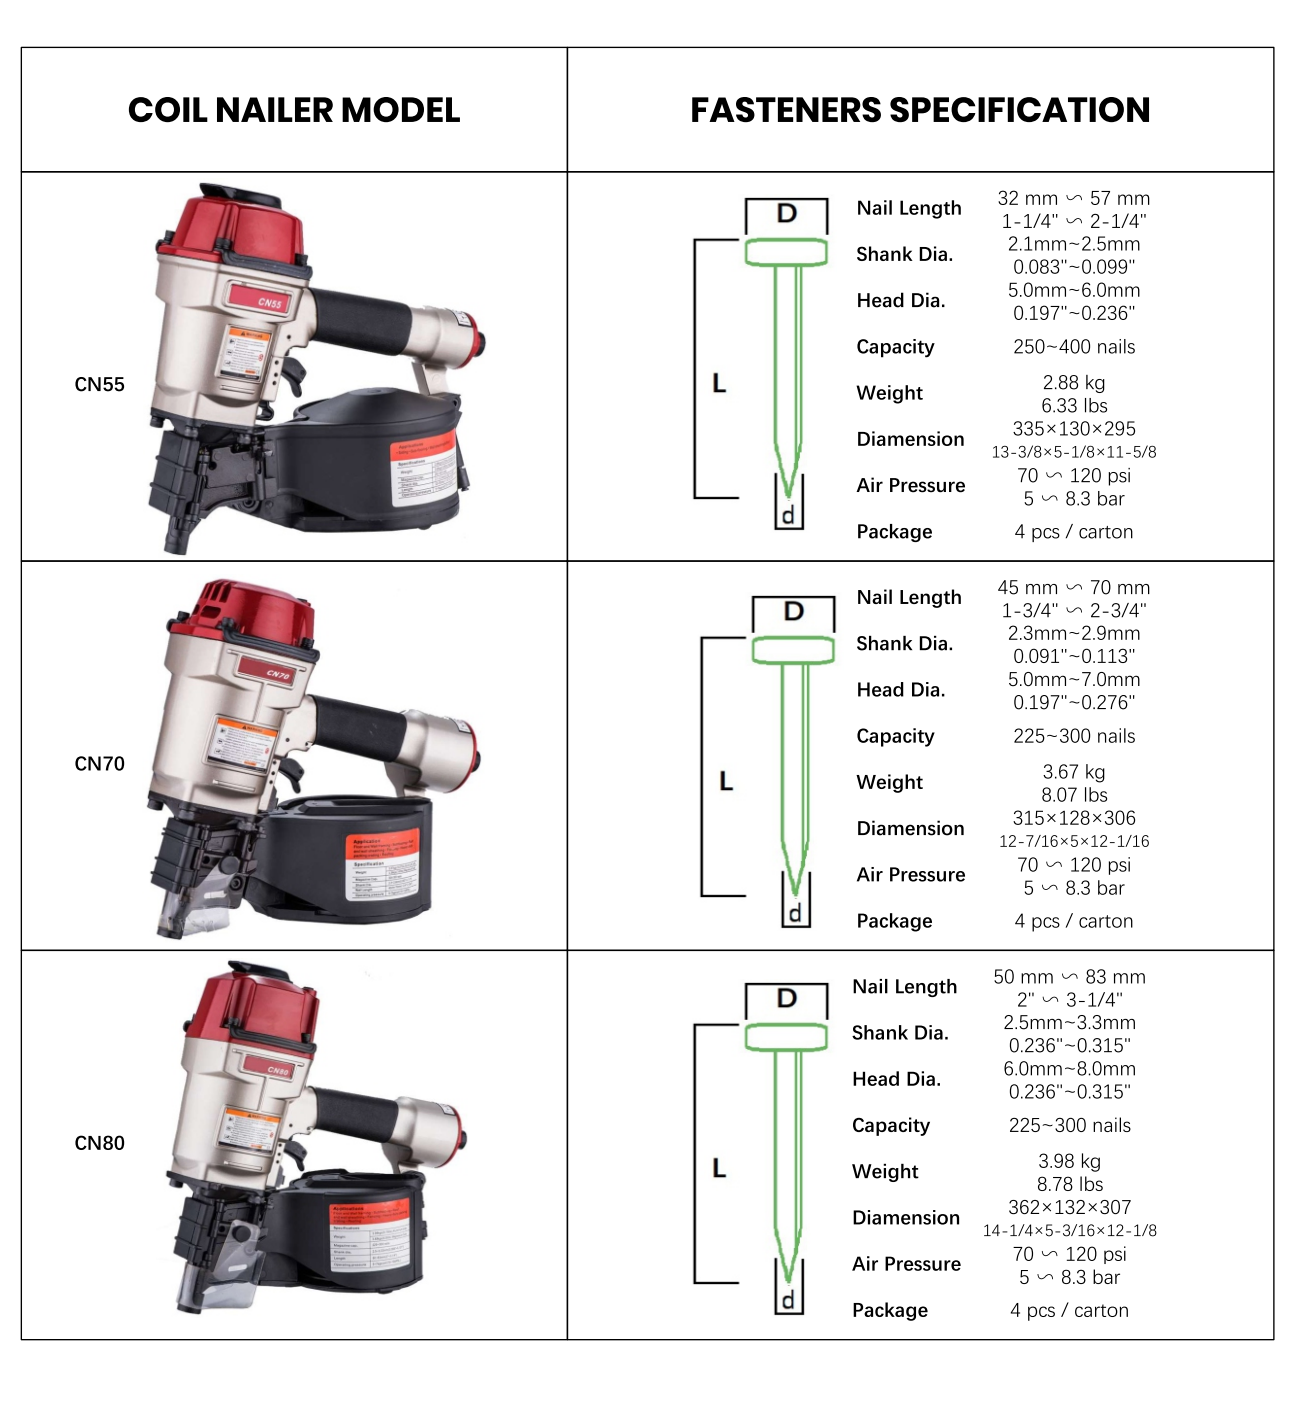 COIL NAILER MODEL
FASTENERS SPECIFICATION
CN55
CN55
D
L
d
Nail Length
32 mm ∽ 57 mm
1-1/4" ∽ 2-1/4"
Shank Dia.
2.1mm~2.5mm
0.083"~0.099"
Head Dia.
5.0mm~6.0mm
0.197"~0.236"
Capacity
250~400 nails
Weight
2.88 kg
6.33 lbs
Diamension
335×130×295
13-3/8×5-1/8×11-5/8
Air Pressure
70 ∽ 120 psi
5 ∽ 8.3 bar
Package
4 pcs / carton
CN70
CN70
Application
Specification
D
L
d
Nail Length
45 mm ∽ 70 mm
1-3/4" ∽ 2-3/4"
Shank Dia.
2.3mm~2.9mm
0.091"~0.113"
Head Dia.
5.0mm~7.0mm
0.197"~0.276"
Capacity
225~300 nails
Weight
3.67 kg
8.07 lbs
Diamension
315×128×306
12-7/16×5×12-1/16
Air Pressure
70 ∽ 120 psi
5 ∽ 8.3 bar
Package
4 pcs / carton
CN80
CN80
D
L
d
Nail Length
50 mm ∽ 83 mm
2" ∽ 3-1/4"
Shank Dia.
2.5mm~3.3mm
0.236"~0.315"
Head Dia.
6.0mm~8.0mm
0.236"~0.315"
Capacity
225~300 nails
Weight
3.98 kg
8.78 lbs
Diamension
362×132×307
14-1/4×5-3/16×12-1/8
Air Pressure
70 ∽ 120 psi
5 ∽ 8.3 bar
Package
4 pcs / carton